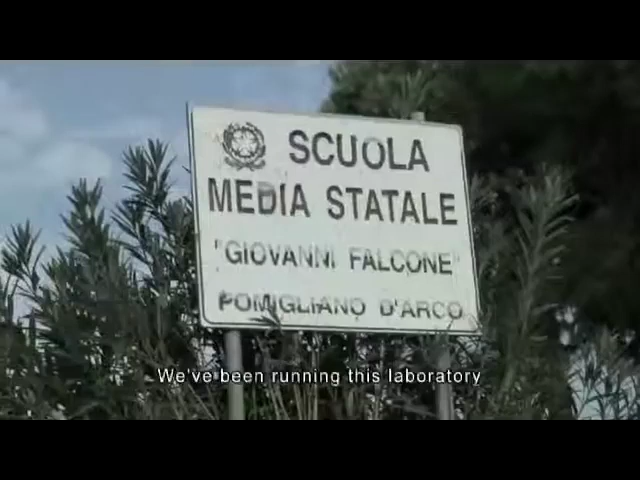 SCUOLA
MEDIA STATALE
"GIOVANNI FALCONE"
POMIGLIANO D'ARCO
We've been running this laboratory